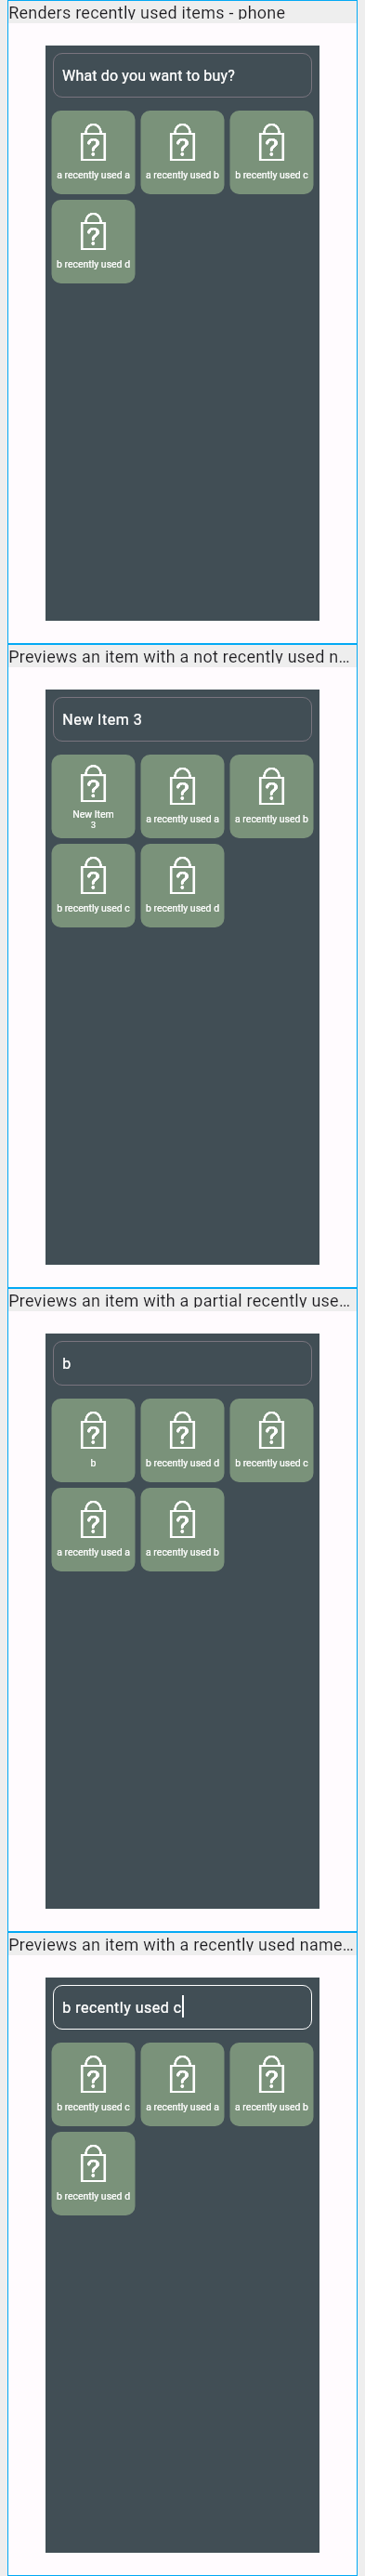 Renders recently used items - phone
What do you want to buy?
a recently used a
a recently used b
b recently used c
b recently used d
Previews an item with a not recently used n...
New Item 3
New Item
3
a recently used a
a recently used b
b recently used c
b recently used d
Previews an item with a partial recently use...
b
b
b recently used d
b recently used c
a recently used a
a recently used b
Previews an item with a recently used name...
b recently used c
b recently used c
a recently used a
a recently used b
b recently used d